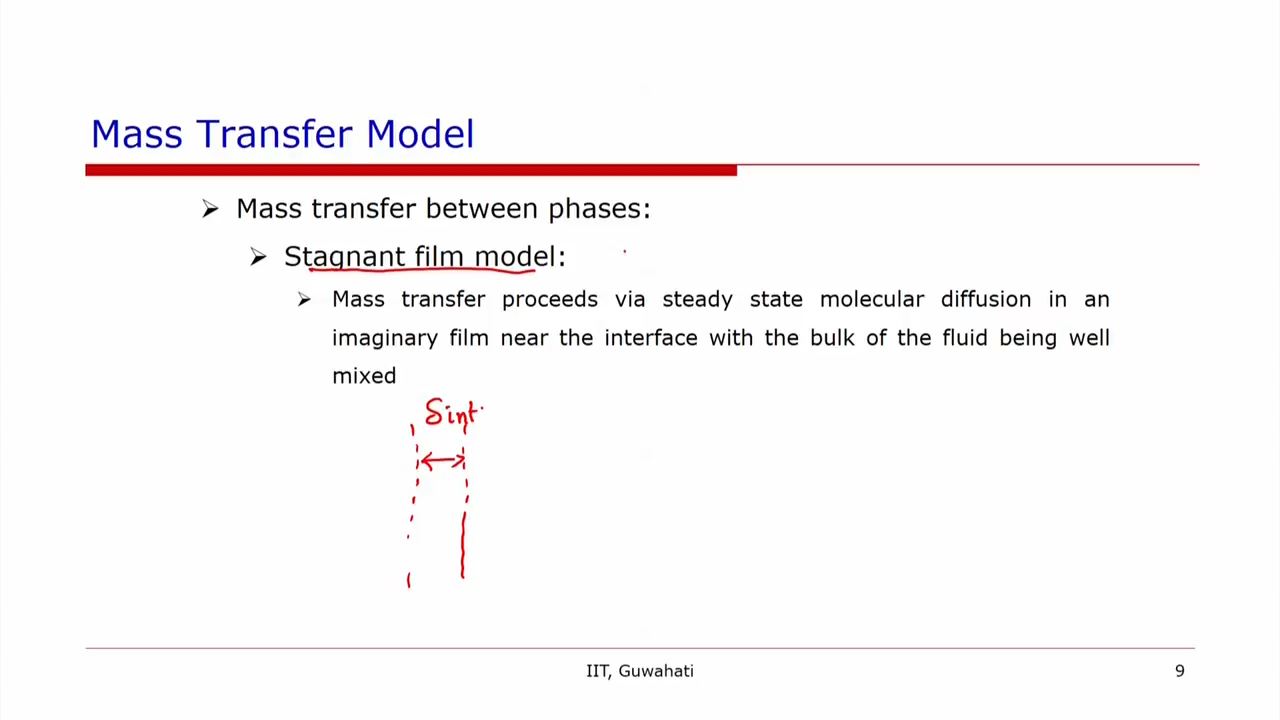 Mass Transfer Model
Mass transfer between phases:
Stagnant film model:
Mass transfer proceeds via steady state molecular diffusion in an
imaginary film near the interface with the bulk of the fluid being well
mixed
δint.
IIT, Guwahati
9